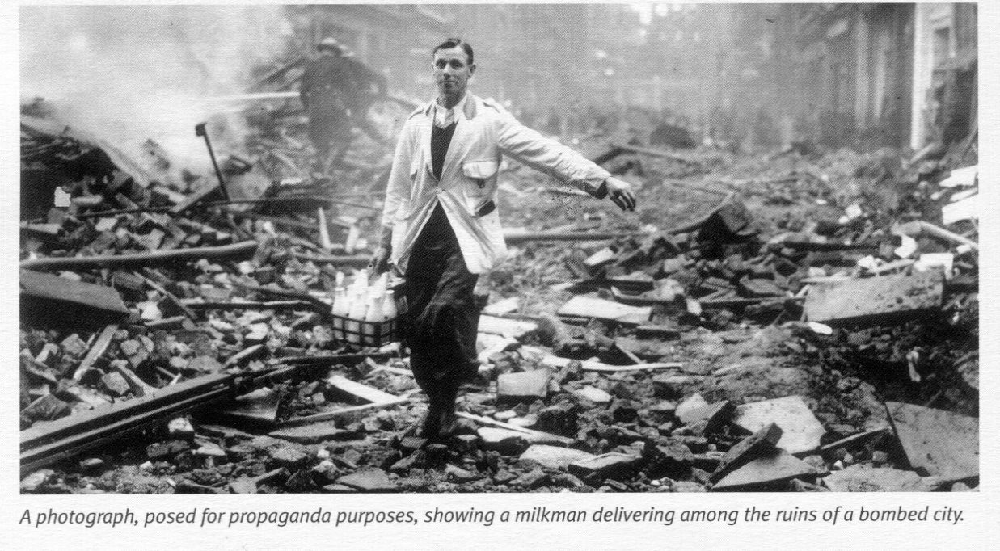 A photograph, posed for propaganda purposes, showing a milkman delivering among the ruins of a bombed city.